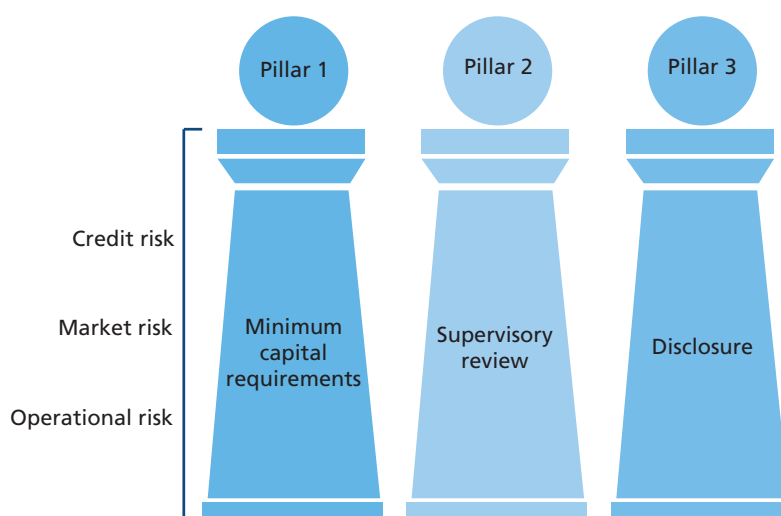 Pillar 1
Pillar 2
Pillar 3
Credit risk
Market risk
Operational risk
Minimum
capital
requirements
Supervisory
review
Disclosure